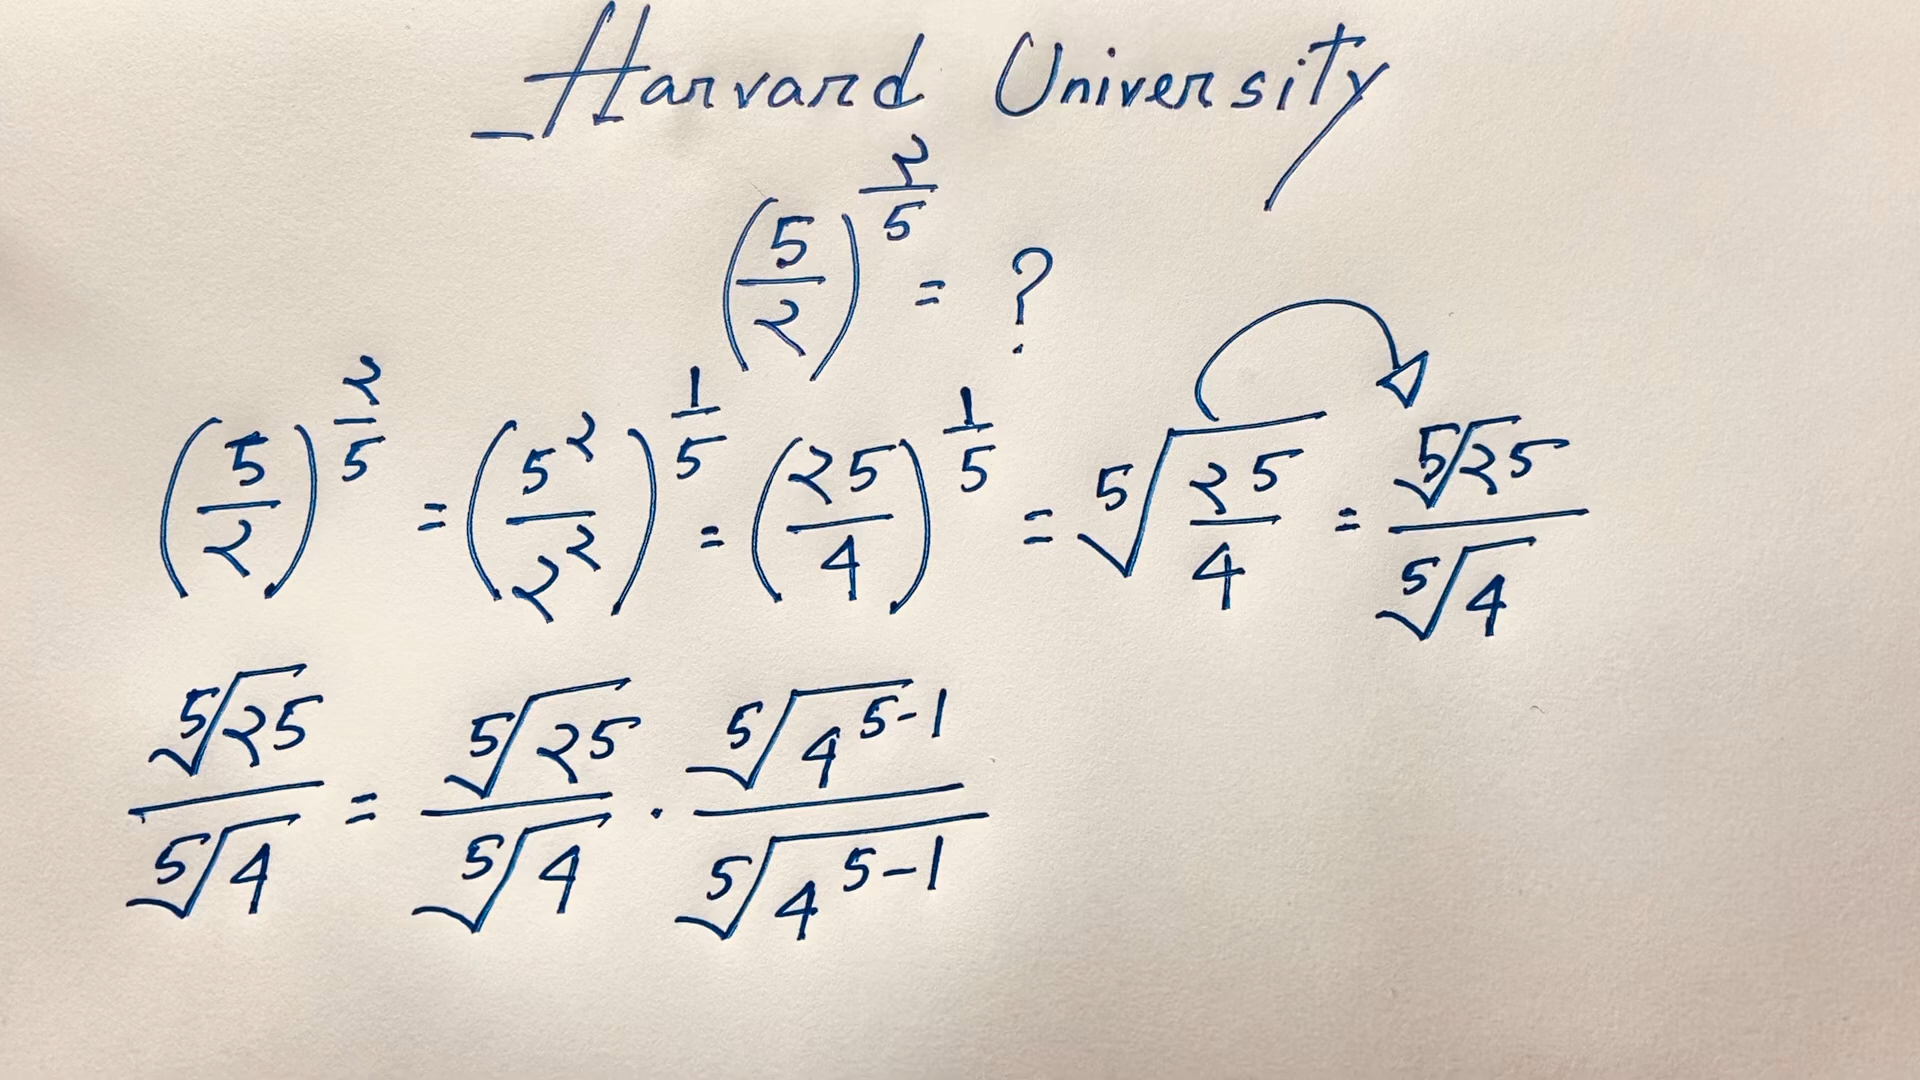 Harvard University
(5/2)^(2/5) = ?
(5/2)^(2/5) = (5²/2²)^(1/5) = (25/4)^(1/5) = ⁵√(25/4) = ⁵√25/⁵√4
⁵√25/⁵√4 = ⁵√25/⁵√4 · ⁵√4^(5-1)/⁵√4^(5-1)